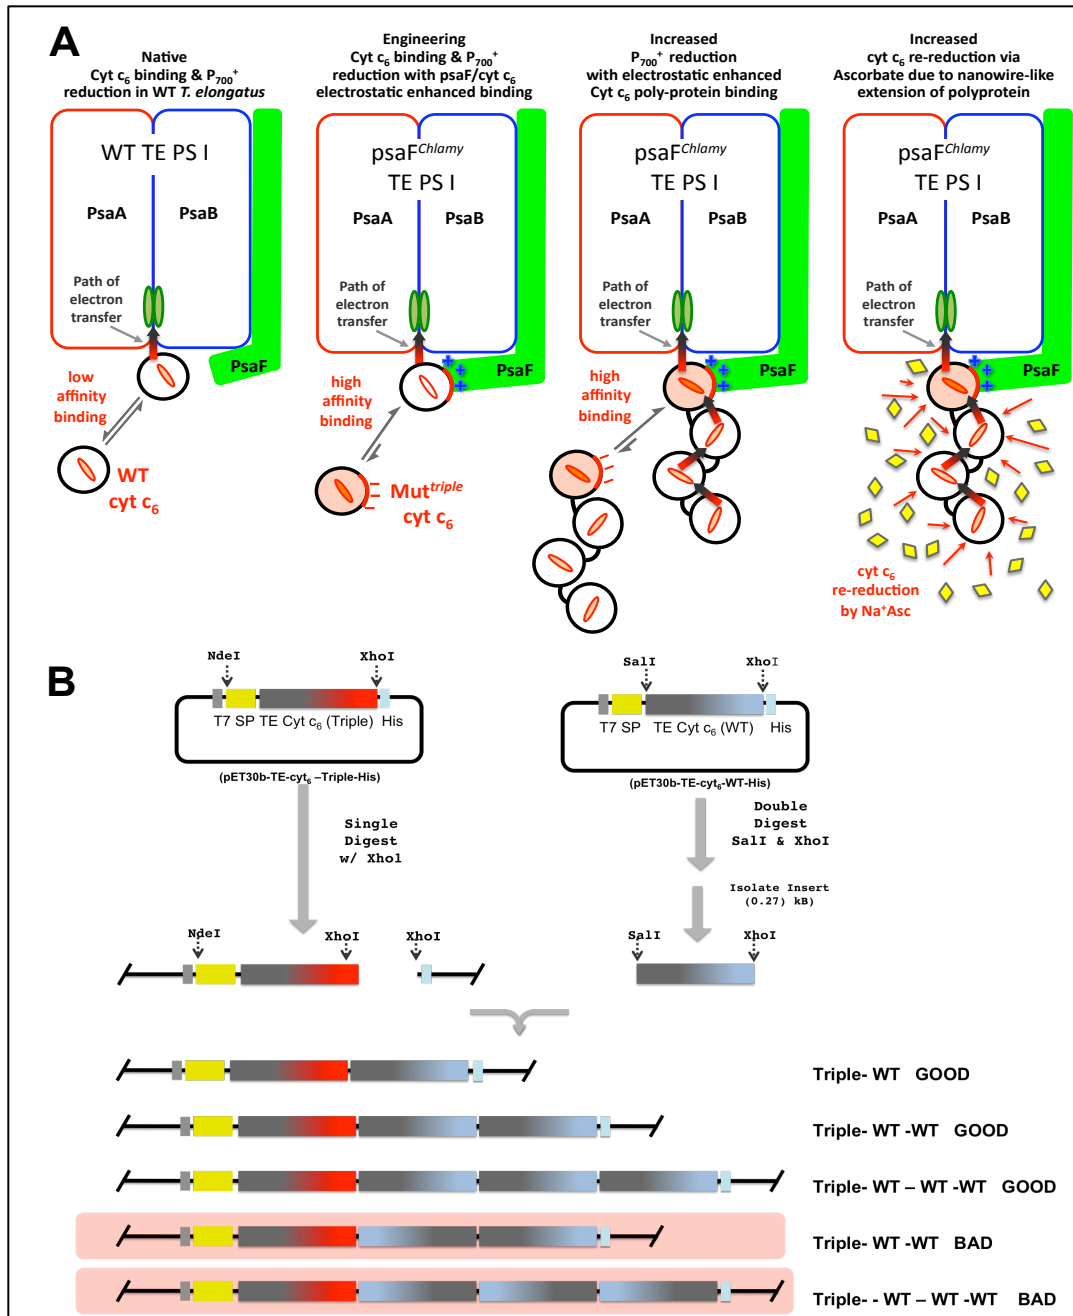 A
Native
Cyt c6 binding & P700+
reduction in WT T. elongatus
Engineering
Cyt c6 binding & P700+
reduction with psaF/cyt c6
electrostatic enhanced binding
Increased
P700+ reduction
with electrostatic enhanced
Cyt c6 poly-protein binding
Increased
cyt c6 re-reduction via
Ascorbate due to nanowire-like
extension of polyprotein
WT TE PS I
PsaA
PsaB
Path of
electron
transfer
PsaF
low
affinity
binding
WT
cyt c6
psaFChlamy
TE PS I
PsaA
PsaB
Path of
electron
transfer
+
+
+
PsaF
high
affinity
binding
Muttriple
cyt c6
psaFChlamy
TE PS I
PsaA
PsaB
Path of
electron
transfer
+
+
+
PsaF
high
affinity
binding
psaFChlamy
TE PS I
PsaA
PsaB
Path of
electron
transfer
+
+
+
PsaF
cyt c6
re-reduction
by Na+Asc
B
NdeI
XhoI
T7 SP TE Cyt c6 (Triple) His
(pET30b-TE-cyt6 –Triple-His)
SalI
XhoI
T7 SP TE Cyt c6 (WT) His
(pET30b-TE-cyt6-WT-His)
Single
Digest
w/ Xho1
Double
Digest
SalI & XhoI
Isolate Insert
(0.27) kB)
NdeI
XhoI
XhoI
SalI
XhoI
Triple- WT GOOD
Triple- WT -WT GOOD
Triple- WT – WT -WT GOOD
Triple- WT -WT BAD
Triple- - WT – WT -WT BAD